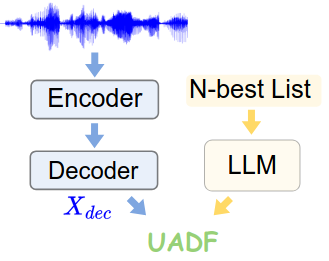 Encoder
N-best List
Decoder
LLM
X_dec
UADF